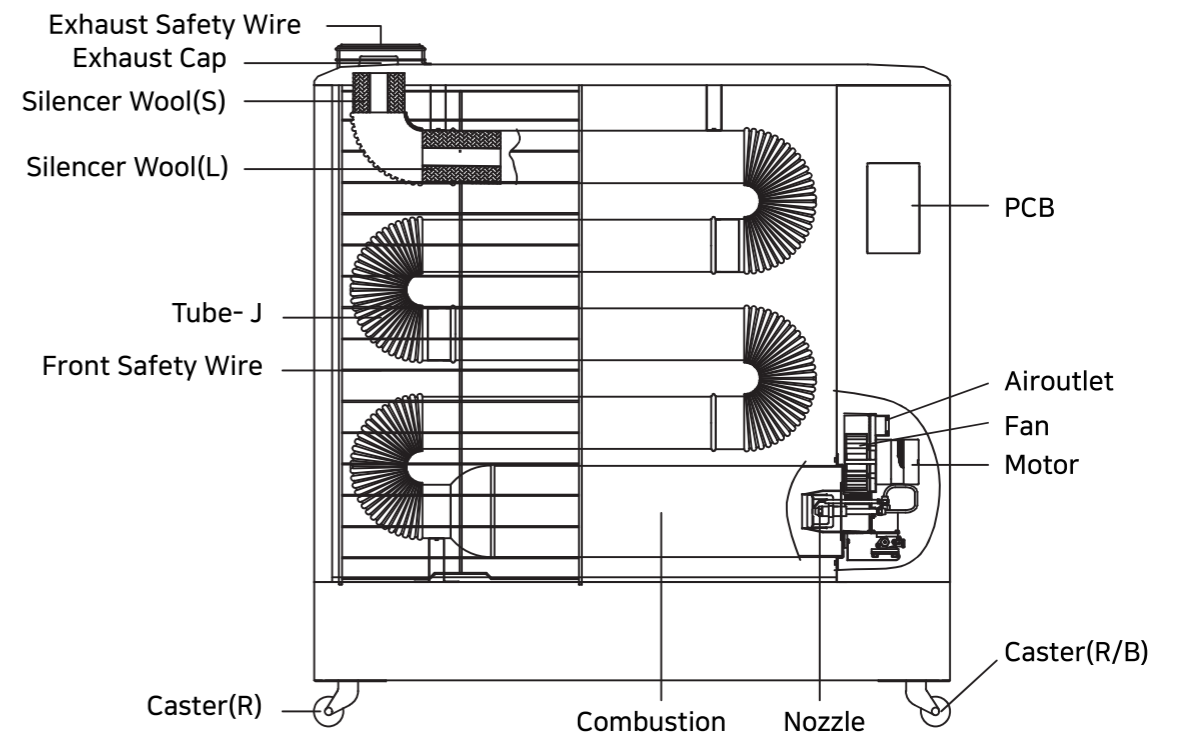 Exhaust Safety Wire
Exhaust Cap
Silencer Wool(S)
Silencer Wool(L)
PCB
Tube- J
Front Safety Wire
Airoutlet
Fan
Motor
Caster(R/B)
Caster(R)
Combustion
Nozzle